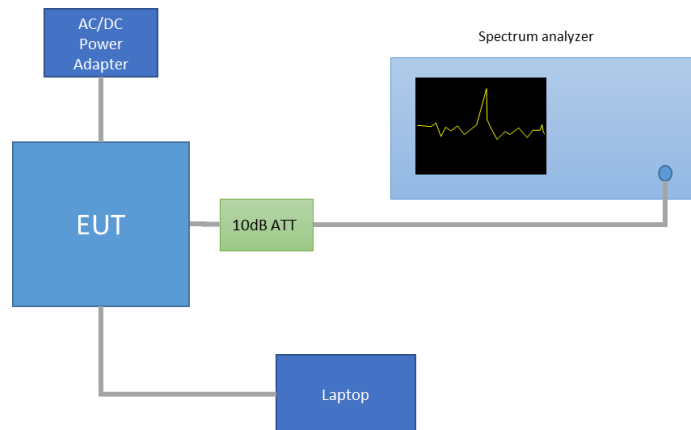 AC/DC
Power
Adapter
Spectrum analyzer
EUT
10dB ATT
Laptop